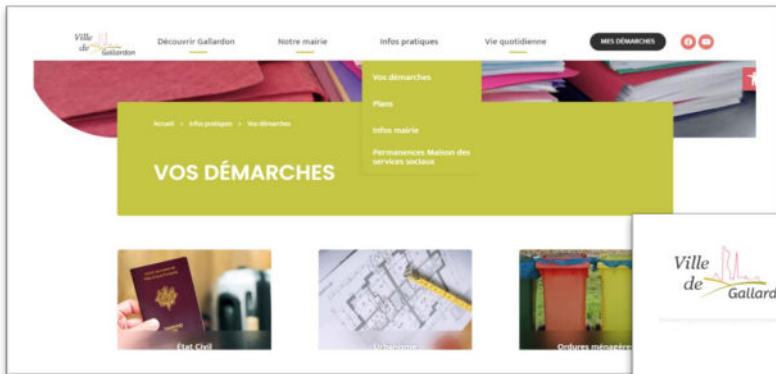 Ville
de Gallardon
Découvrir Gallardon
Notre mairie
Infos pratiques
Vie quotidienne
MES DÉMARCHES
Vos démarches
Plans
Infos mairie
Permanences Maison des
services sociaux
Accueil > Infos pratiques > Vos démarches
VOS DÉMARCHES
État Civil
Urbanisme
Ordures ménagères
Ville
de Gallard